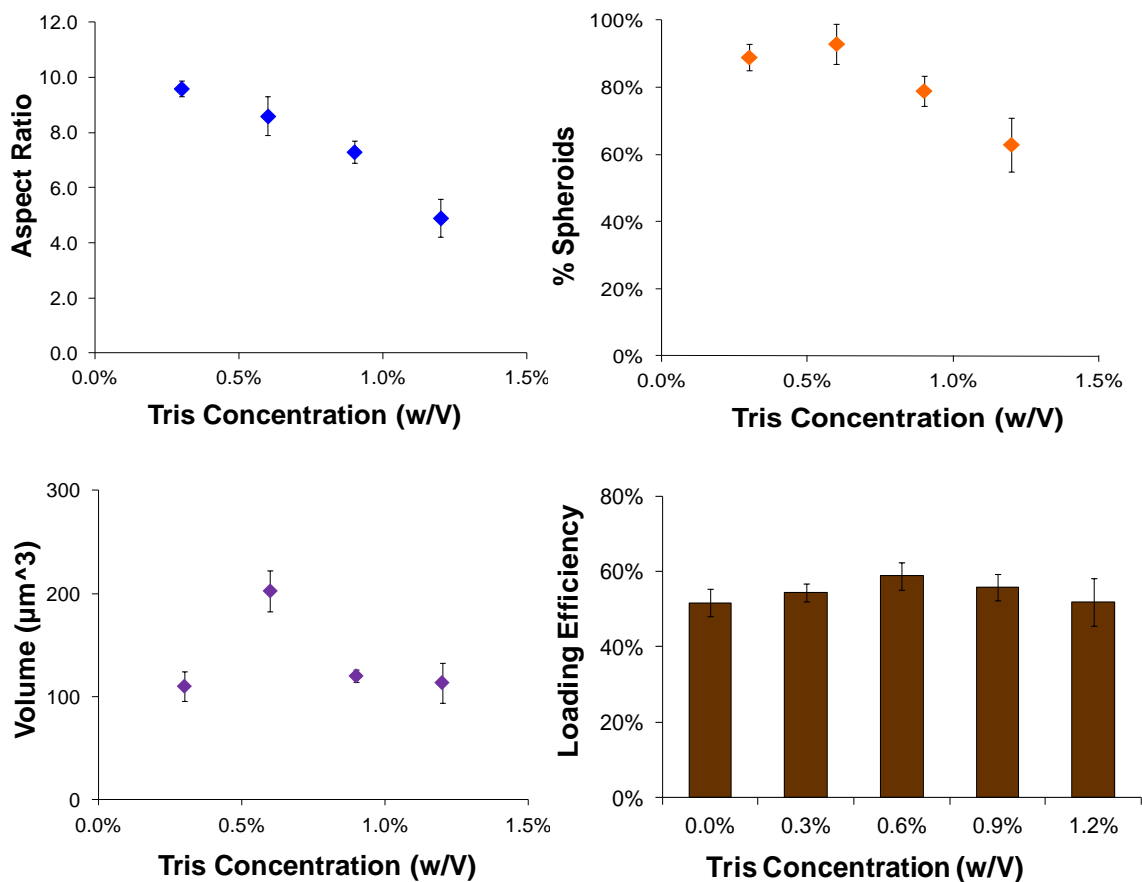 12.0
10.0
8.0
6.0
4.0
2.0
0.0
Aspect Ratio
0.0% 0.5% 1.0% 1.5%
Tris Concentration (w/V)
100%
80%
60%
40%
20%
0%
% Spheroids
0.0% 0.5% 1.0% 1.5%
Tris Concentration (w/V)
300
200
100
0
Volume (µm^3)
0.0% 0.5% 1.0% 1.5%
Tris Concentration (w/V)
80%
60%
40%
20%
0%
Loading Efficiency
0.0% 0.3% 0.6% 0.9% 1.2%
Tris Concentration (w/V)